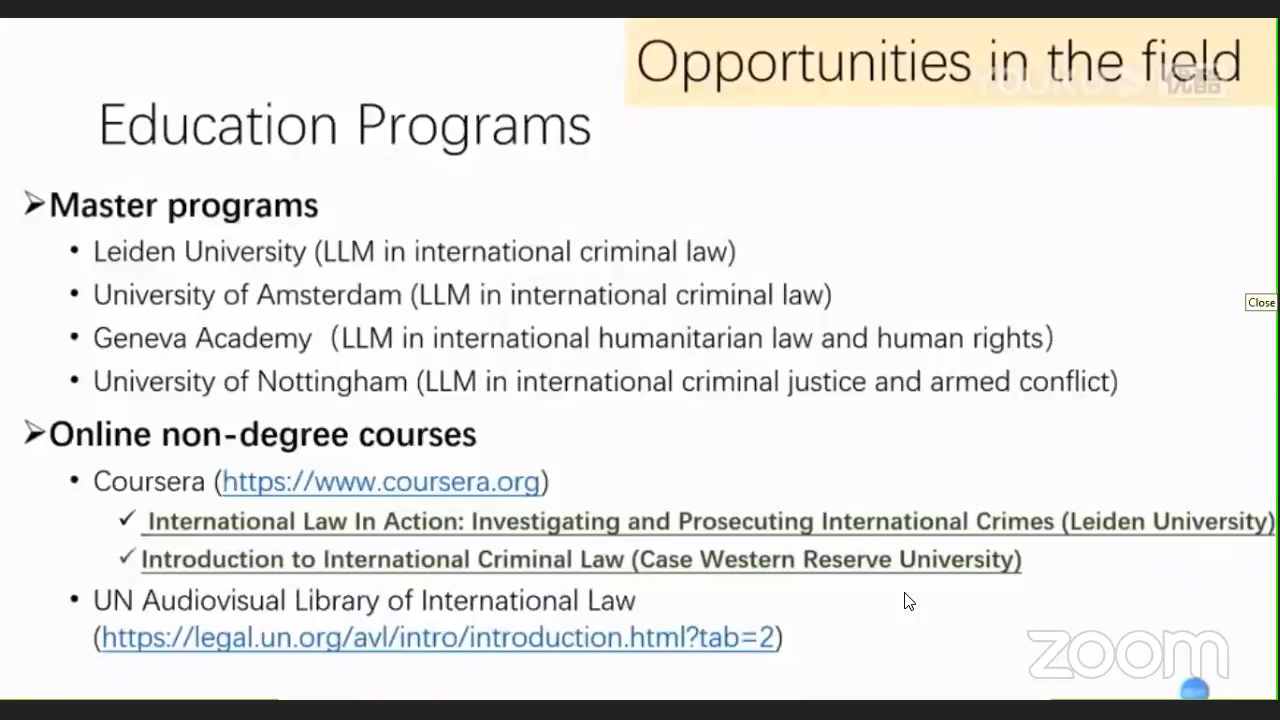 Opportunities in the field
Education Programs
➢Master programs
• Leiden University (LLM in international criminal law)
• University of Amsterdam (LLM in international criminal law)
• Geneva Academy（LLM in international humanitarian law and human rights）
• University of Nottingham (LLM in international criminal justice and armed conflict)
➢Online non-degree courses
• Coursera (https://www.coursera.org)
✓ International Law In Action: Investigating and Prosecuting International Crimes (Leiden University)
✓ Introduction to International Criminal Law (Case Western Reserve University)
• UN Audiovisual Library of International Law
(https://legal.un.org/avl/intro/introduction.html?tab=2)
Close
zoom